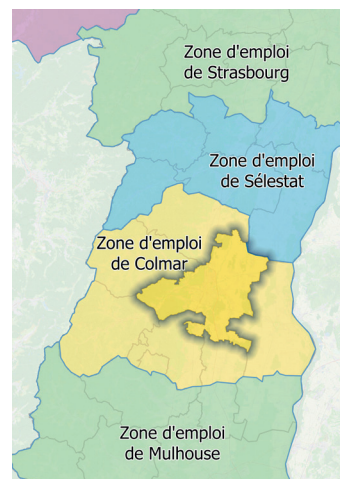 Zone d'emploi
de Strasbourg
Zone d'emploi
de Sélestat
Zone d'emploi
de Colmar
Zone d'emploi
de Mulhouse